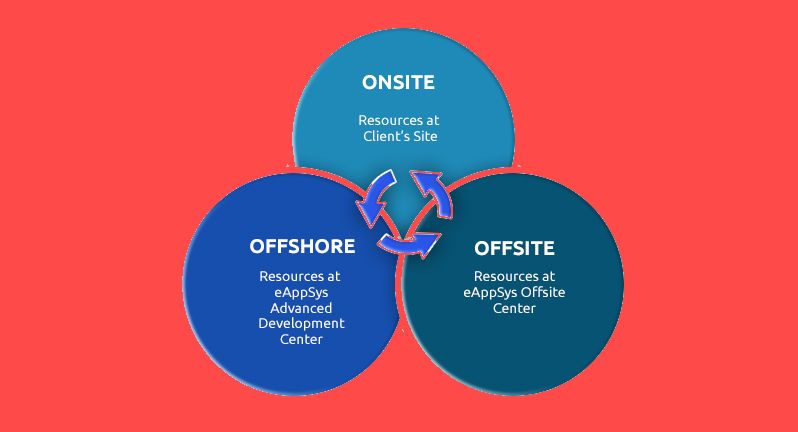 ONSITE
Resources at
Client’s Site
OFFSHORE
Resources at
eAppSys
Advanced
Development
Center
OFFSITE
Resources at
eAppSys Offsite
Center